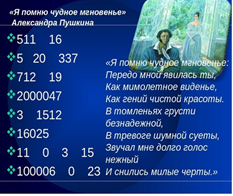 «Я помню чудное мгновенье»
Александра Пушкина
511 16
5 20 337
712 19
2000047
3 1512
16025
11 0 3 15
100006 0 23
«Я помню чудное мгновенье:
Передо мной явилась ты,
Как мимолетное виденье,
Как гений чистой красоты.
В томленьях грусти
безнадежной,
В тревоге шумной суеты,
Звучал мне долго голос
нежный
И снились милые черты.»